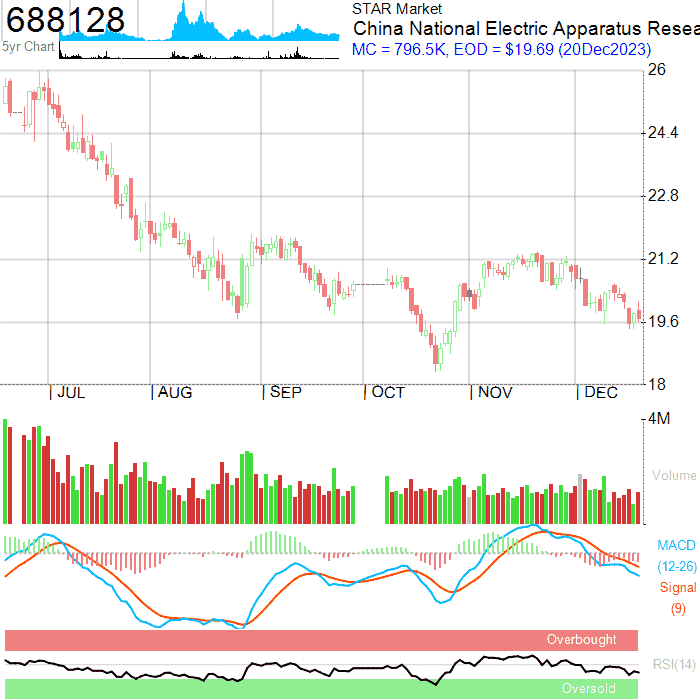 688128
STAR Market
China National Electric Apparatus Resea
5yr Chart
MC = 796.5K, EOD = $19.69 (20Dec2023)
26
24.4
22.8
21.2
19.6
18
JUL
AUG
SEP
OCT
NOV
DEC
4M
Volume
MACD
(12-26)
Signal
(9)
Overbought
RSI(14)
Oversold